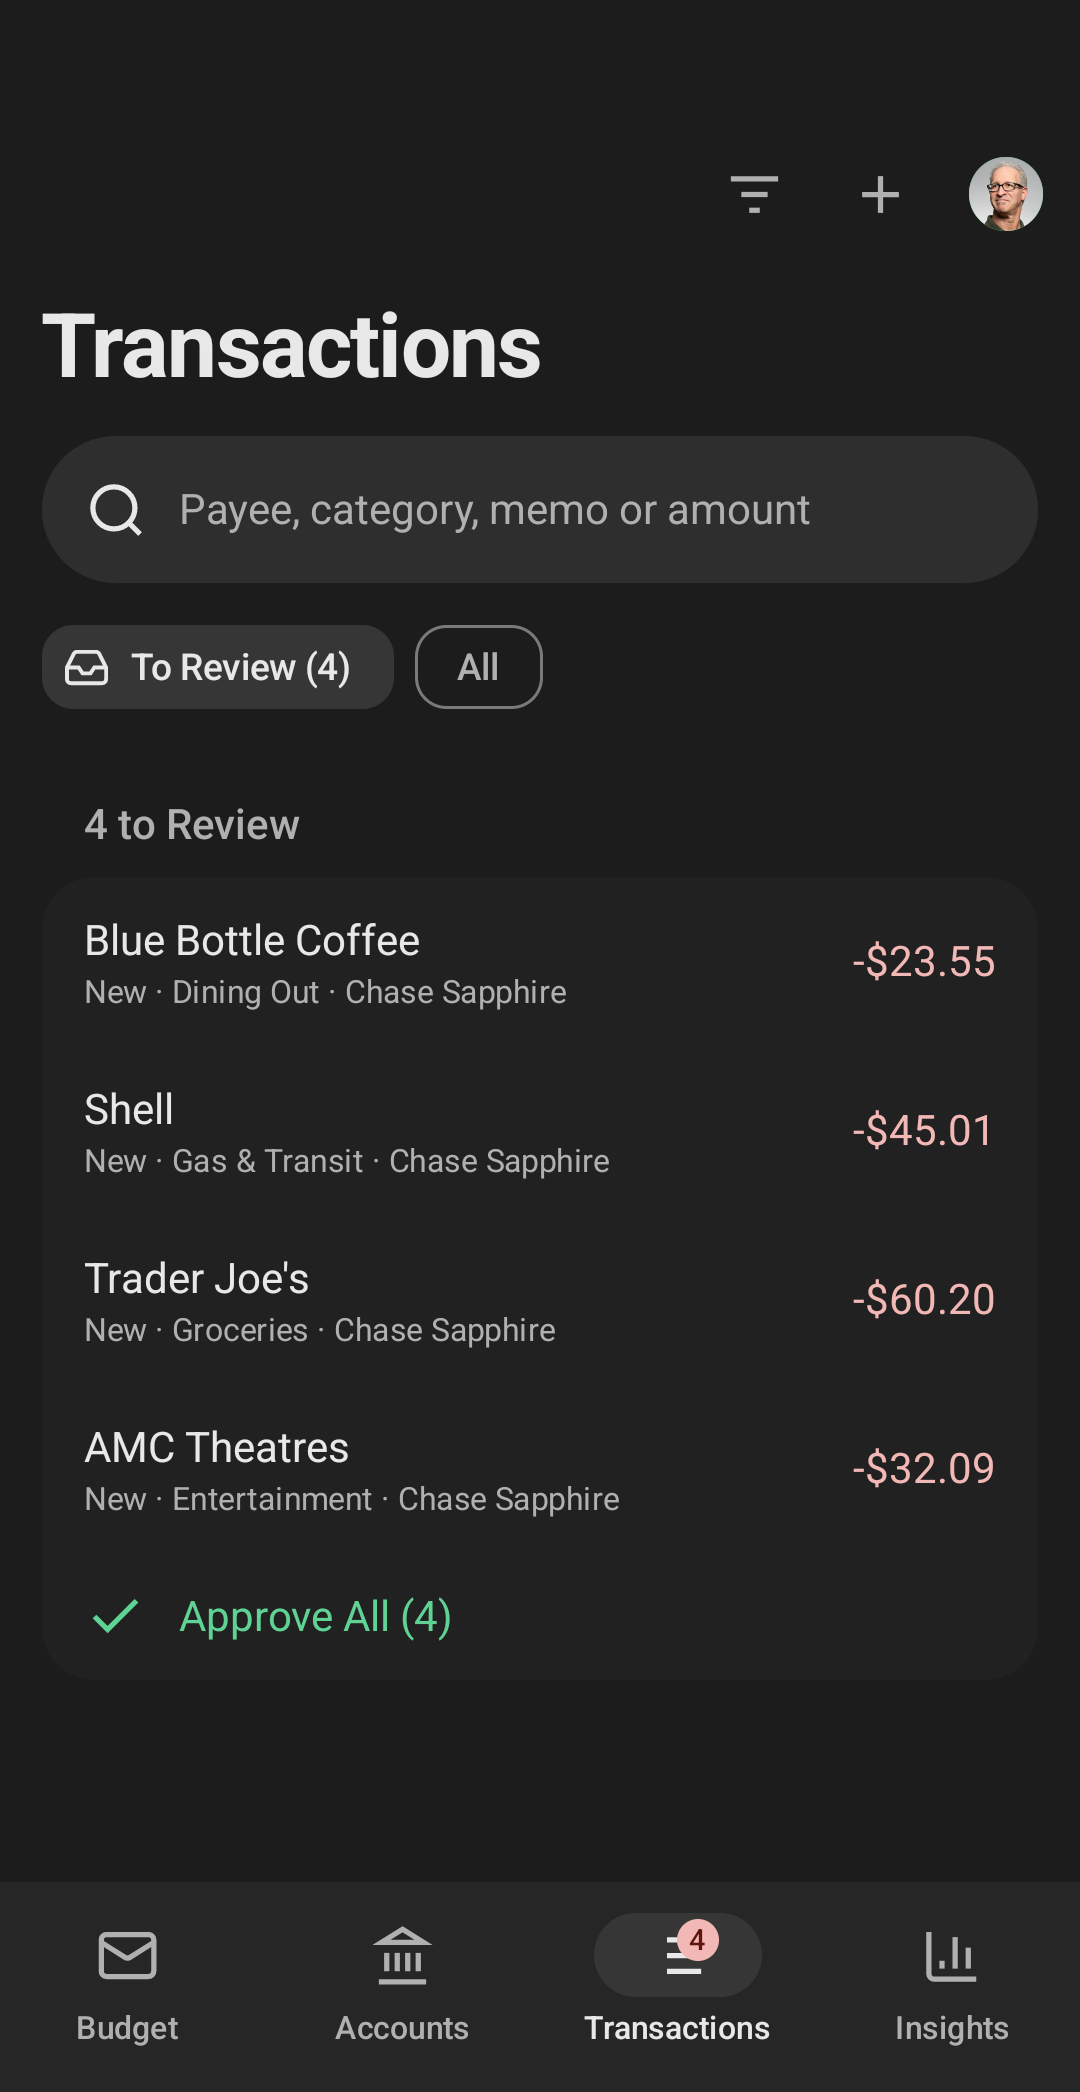 Transactions
Payee, category, memo or amount
To Review (4)
All
4 to Review
Blue Bottle Coffee
-$23.55
New · Dining Out · Chase Sapphire
Shell
-$45.01
New · Gas & Transit · Chase Sapphire
Trader Joe's
-$60.20
New · Groceries · Chase Sapphire
AMC Theatres
-$32.09
New · Entertainment · Chase Sapphire
Approve All (4)
4
Budget
Accounts
Transactions
Insights